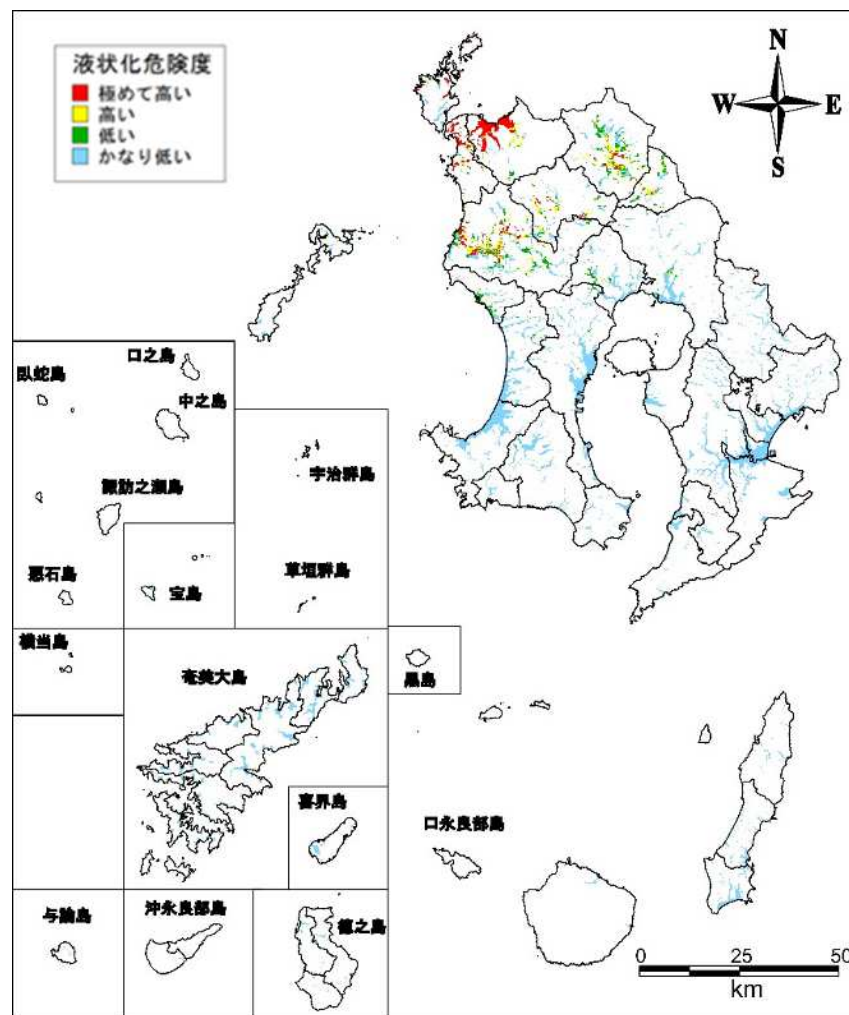 液状化危険度
極めて高い
高い
低い
かなり低い
N
W
E
S
口之島
臥蛇島
中之島
諏訪之瀬島
悪石島
宝島
宇治群島
草垣群島
横当島
奄美大島
黒島
喜界島
口永良部島
与論島
沖永良部島
徳之島
0 25 50
km